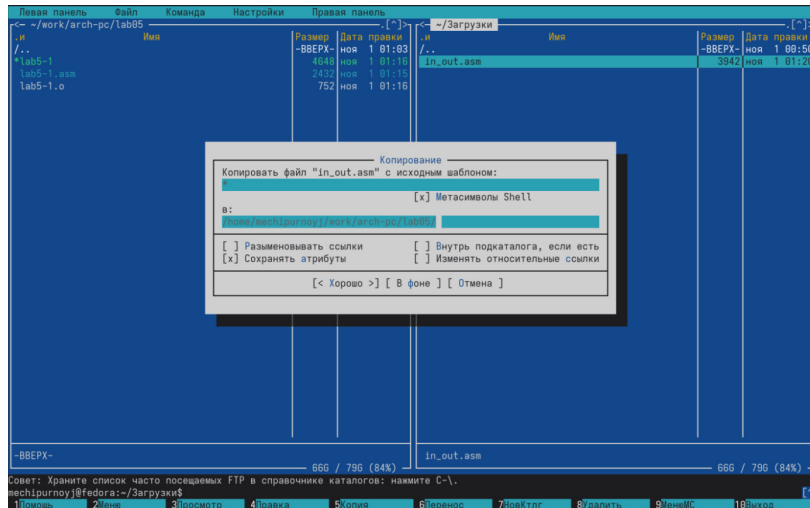 Левая панель Файл Команда Настройки Правая панель
<— ~/work/arch-pc/lab05 .[^]>
<— ~/Загрузки .[^]>
.и Имя Размер Дата правки
.и Имя Размер Дата правки
/.. -ВВЕРХ- ноя 1 01:03
/.. -ВВЕРХ- ноя 1 00:50
*lab5-1 4648 ноя 1 01:16
in_out.asm 3942 ноя 1 01:20
lab5-1.asm 2432 ноя 1 01:15
lab5-1.o 752 ноя 1 01:16
Копирование
Копировать файл "in_out.asm" с исходным шаблоном:
*
[x] Метасимволы Shell
в:
/home/mechipurnoyj/work/arch-pc/lab05/
[ ] Разыменовывать ссылки [ ] Внутрь подкаталога, если есть
[x] Сохранять атрибуты [ ] Изменять относительные ссылки
[< Хорошо >] [ В фоне ] [ Отмена ]
-ВВЕРХ-
in_out.asm
66G / 79G (84%)
66G / 79G (84%)
Совет: Храните список часто посещаемых FTP в справочнике каталогов: нажмите C-\.
mechipurnoyj@fedora:~/Загрузки$
1Помощь 2Меню 3Просмотр 4Правка 5Копия 6Перенос 7НовКтлг 8Удалить 9МенюMC 10Выход